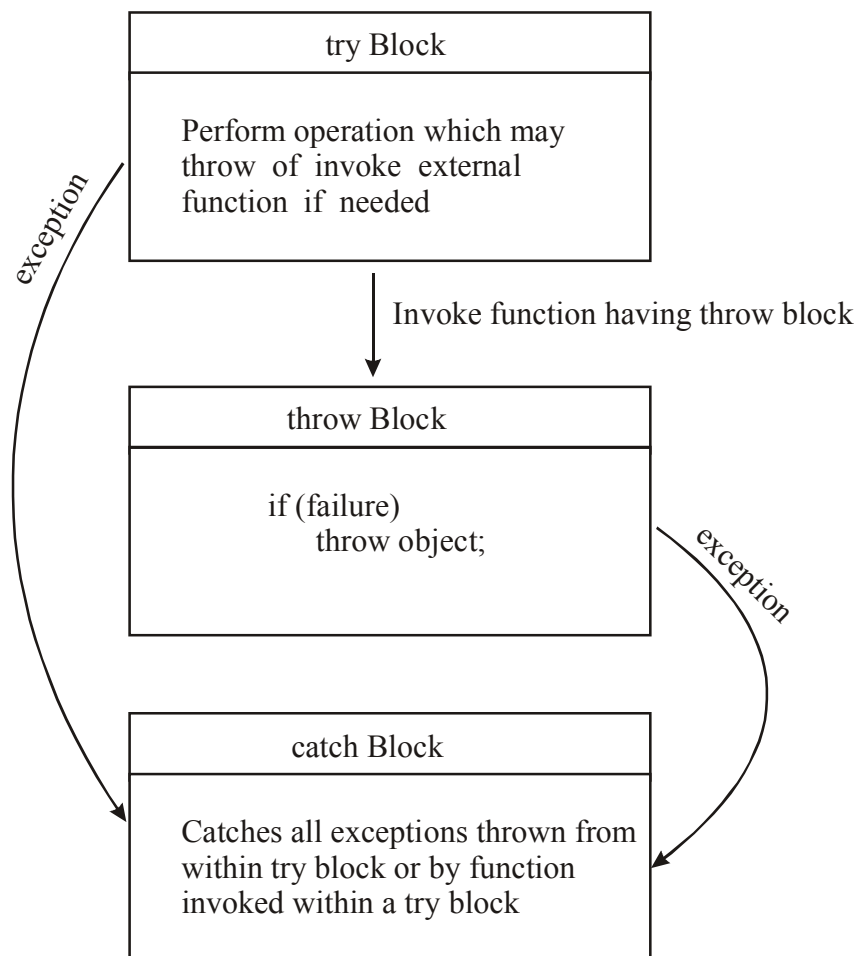 try Block
Perform operation which may
throw of invoke external
function if needed
exception
Invoke function having throw block
throw Block
if (failure)
throw object;
exception
catch Block
Catches all exceptions thrown from
within try block or by function
invoked within a try block